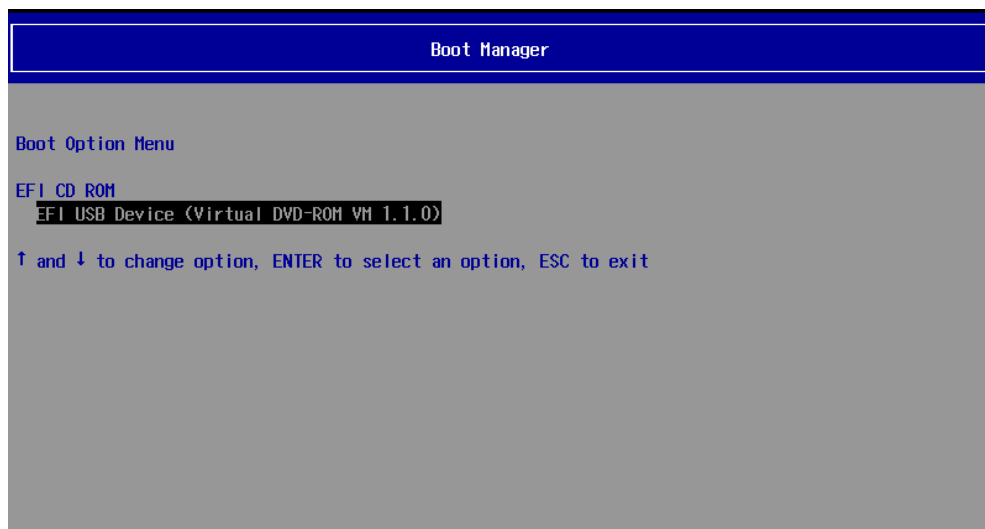 Boot Manager
Boot Option Menu
EFI CD ROM
EFI USB Device (Virtual DVD-ROM VM 1.1.0)
↑ and ↓ to change option, ENTER to select an option, ESC to exit